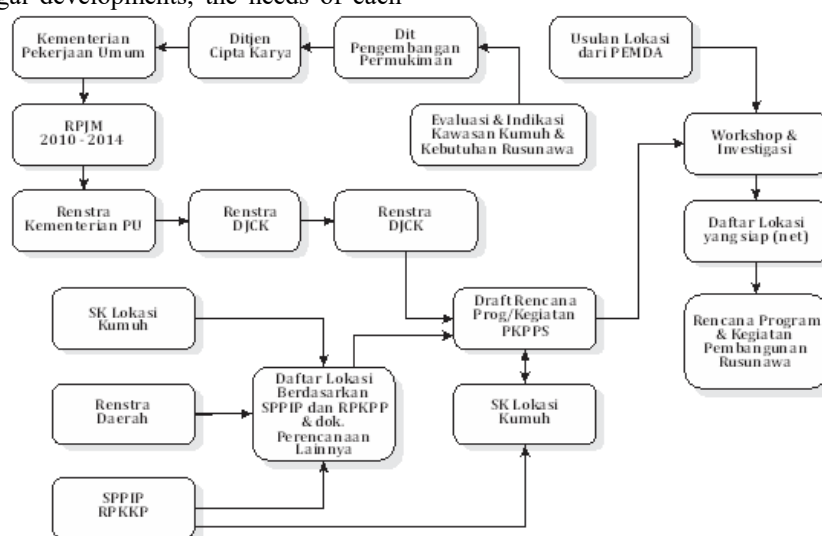 gar developments, the needs of each
Kementerian
Pekerjaan Umum
Ditjen
Cipta Karya
Dit
Pengembangan
Permukiman
Usulan Lokasi
dari PEMDA
RPJM
2010 - 2014
Evaluasi & Indikasi
Kawasan Kumuh &
Kebutuhan Rusunawa
Workshop &
Investigasi
Renstra
Kementerian PU
Renstra
DJCK
Renstra
DJCK
Daftar Lokasi
yang siap (net)
SK Lokasi
Kumuh
Draft Rencana
Prog/Kegiatan
PKPPS
Rencana Program
& Kegiatan
Pembangunan
Rusunawa
Renstra
Daerah
Daftar Lokasi
Berdasarkan
SPPIP dan RPKPP
& dok.
Perencanaan
Lainnya
SK Lokasi
Kumuh
SPPIP
RPKKP